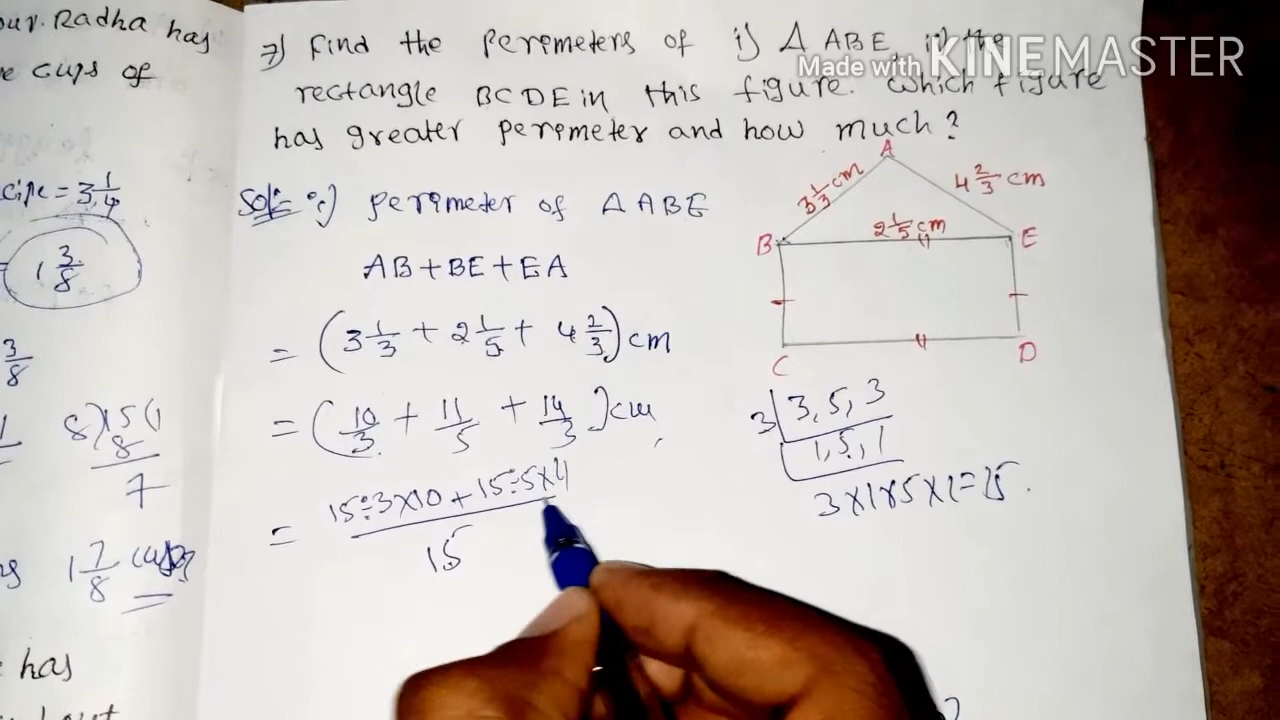 our. Radha has
e cups of
cipe = 3 1/4
1 3/8
3/8
8)15(1
8
7
1 7/8 cups
has
7) Find the perimeters of i) △ ABE, ii) the
rectangle BCDE in this figure. Which figure
has greater perimeter and how much?
Made with KINEMASTER
Sol:- i) perimeter of △ ABE
AB + BE + EA
= (3 1/3 + 2 1/5 + 4 2/3) cm
= (10/3 + 11/5 + 14/3) cm
= 15÷3×10 + 15÷5×4
15
A
3 1/3 cm
4 2/3 cm
B
2 1/5 cm
E
C
D
3 | 3, 5, 3
1, 5, 1
3×1×5×1=15.